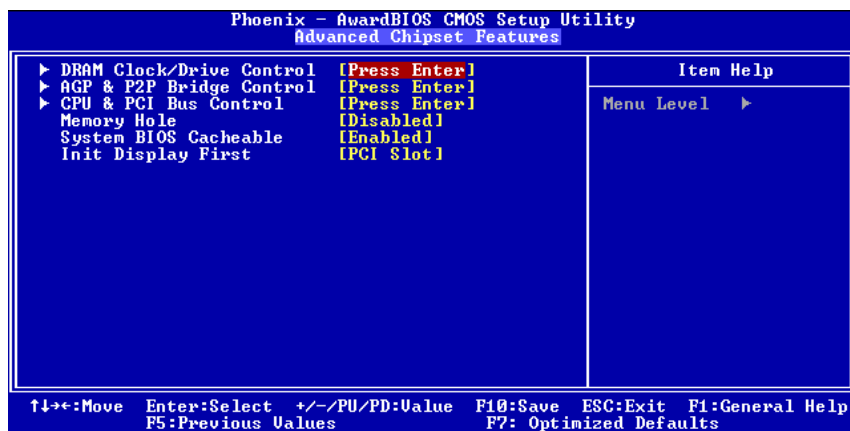 Phoenix - AwardBIOS CMOS Setup Utility
Advanced Chipset Features
► DRAM Clock/Drive Control [Press Enter]
► AGP & P2P Bridge Control [Press Enter]
► CPU & PCI Bus Control [Press Enter]
Memory Hole [Disabled]
System BIOS Cacheable [Enabled]
Init Display First [PCI Slot]
Item Help
Menu Level ►
↑↓→←:Move Enter:Select +/-/PU/PD:Value F10:Save ESC:Exit F1:General Help
F5:Previous Values F7: Optimized Defaults